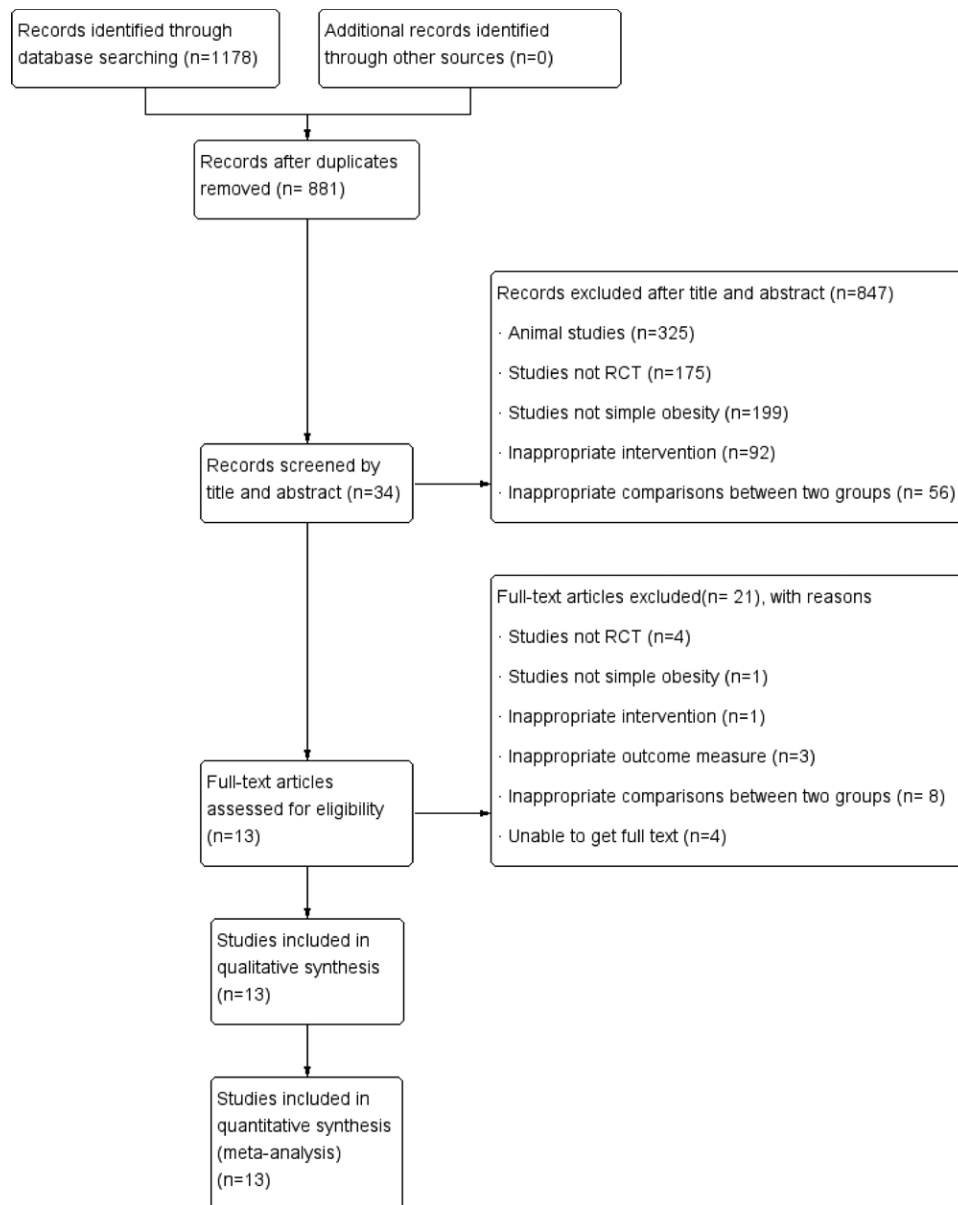 Records identified through
database searching (n=1178)
Additional records identified
through other sources (n=0)
Records after duplicates
removed (n= 881)
Records excluded after title and abstract (n=847)
· Animal studies (n=325)
· Studies not RCT (n=175)
· Studies not simple obesity (n=199)
· Inappropriate intervention (n=92)
· Inappropriate comparisons between two groups (n= 56)
Records screened by
title and abstract (n=34)
Full-text articles excluded(n= 21), with reasons
· Studies not RCT (n=4)
· Studies not simple obesity (n=1)
· Inappropriate intervention (n=1)
· Inappropriate outcome measure (n=3)
· Inappropriate comparisons between two groups (n= 8)
· Unable to get full text (n=4)
Full-text articles
assessed for eligibility
(n=13)
Studies included in
qualitative synthesis
(n=13)
Studies included in
quantitative synthesis
(meta-analysis)
(n=13)